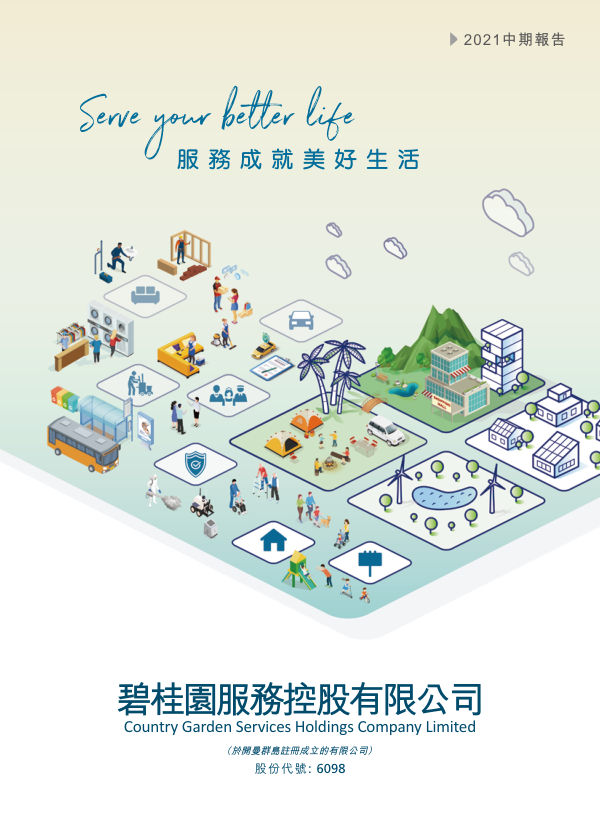 2021中期報告
Serve your better life
服務成就美好生活
碧桂園服務控股有限公司
Country Garden Services Holdings Company Limited
（於開曼群島註冊成立的有限公司）
股份代號: 6098